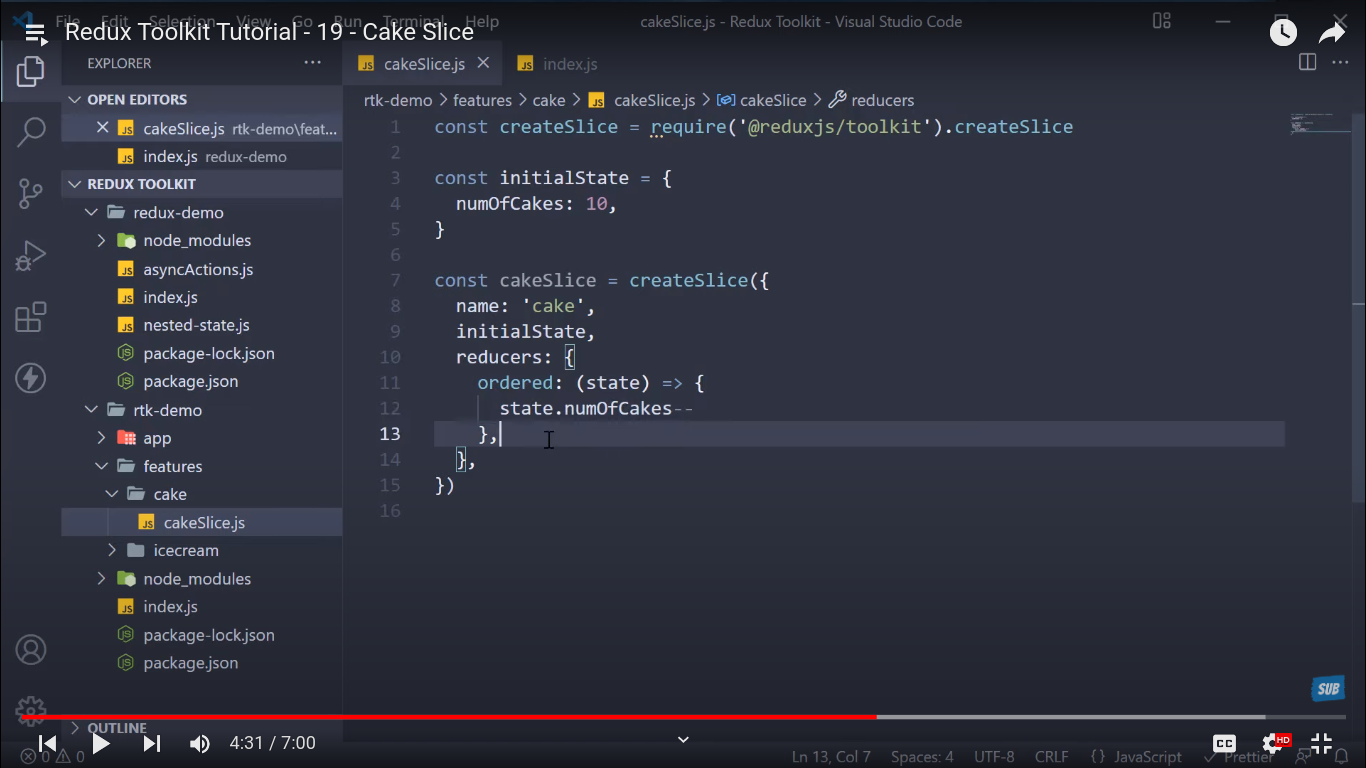 File Edit Selection View Go Run Terminal Help
cakeSlice.js - Redux Toolkit - Visual Studio Code
Redux Toolkit Tutorial - 19 - Cake Slice
EXPLORER
OPEN EDITORS
cakeSlice.js rtk-demo\feat...
index.js redux-demo
REDUX TOOLKIT
redux-demo
node_modules
asyncActions.js
index.js
nested-state.js
package-lock.json
package.json
rtk-demo
app
features
cake
cakeSlice.js
icecream
node_modules
index.js
package-lock.json
package.json
OUTLINE
cakeSlice.js
index.js
rtk-demo > features > cake > cakeSlice.js > cakeSlice > reducers
1 const createSlice = require('@reduxjs/toolkit').createSlice
2
3 const initialState = {
4 numOfCakes: 10,
5 }
6
7 const cakeSlice = createSlice({
8 name: 'cake',
9 initialState,
10 reducers: {
11 ordered: (state) => {
12 state.numOfCakes--
13 },
14 },
15 })
16
SUB
4:31 / 7:00
CC
HD
0 0
Ln 13, Col 7 Spaces: 4 UTF-8 CRLF {} JavaScript Prettier